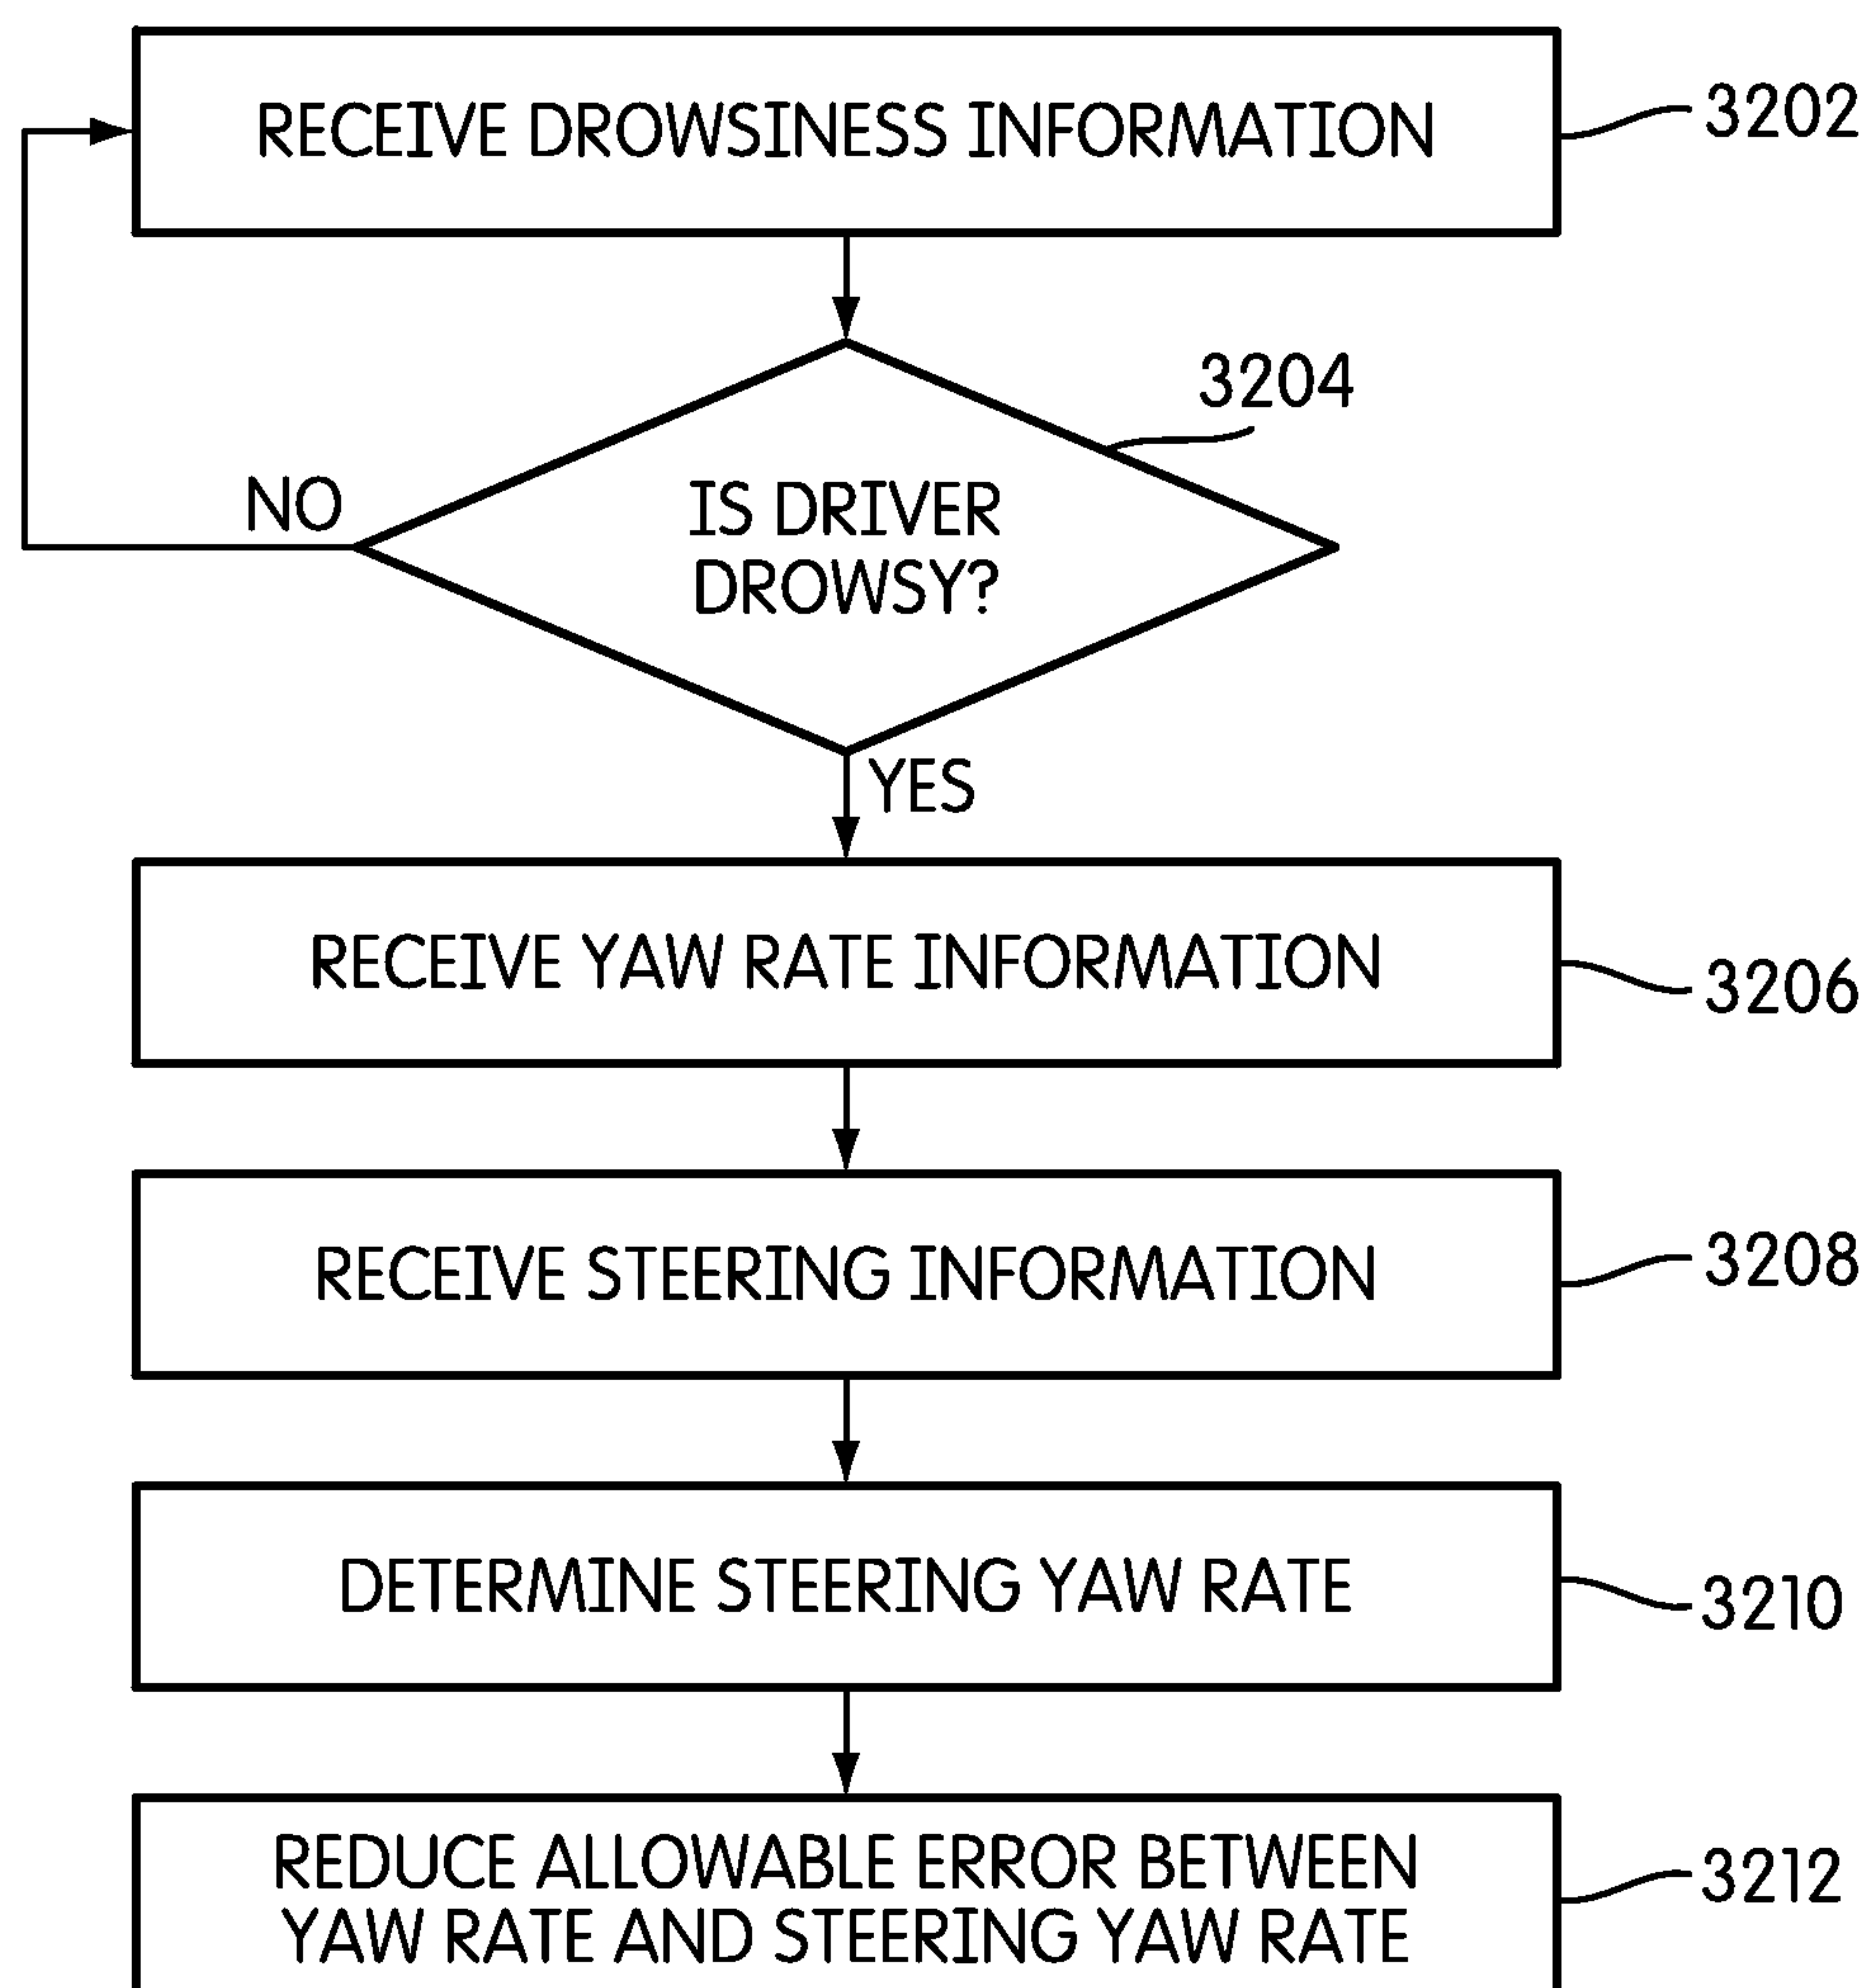 RECEIVE DROWSINESS INFORMATION
3202
3204
IS DRIVER
DROWSY?
NO
YES
RECEIVE YAW RATE INFORMATION
3206
RECEIVE STEERING INFORMATION
3208
DETERMINE STEERING YAW RATE
3210
REDUCE ALLOWABLE ERROR BETWEEN
YAW RATE AND STEERING YAW RATE
3212